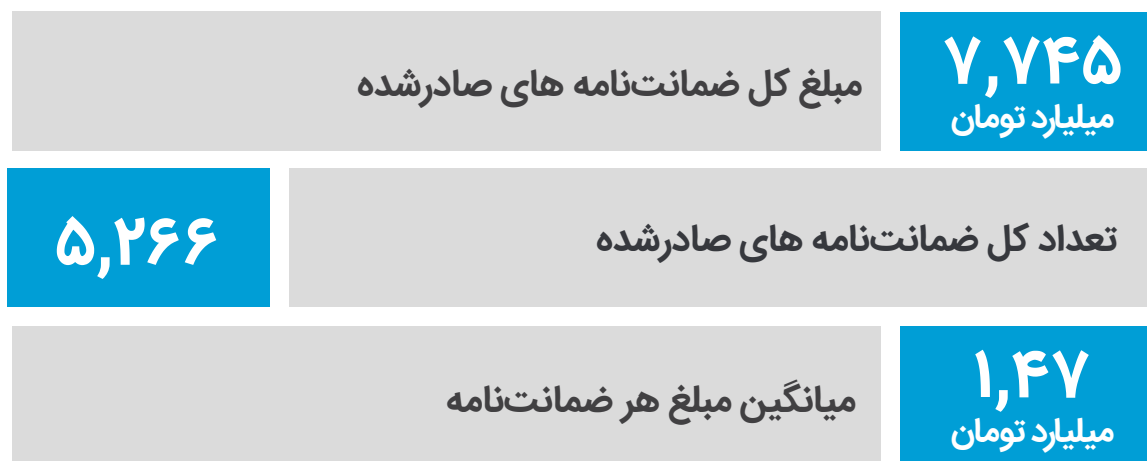 ۷,۷۴۵
میلیارد تومان
مبلغ کل ضمانت‌نامه های صادرشده
تعداد کل ضمانت‌نامه های صادرشده
۵,۲۶۶
۱,۴۷
میلیارد تومان
میانگین مبلغ هر ضمانت‌نامه